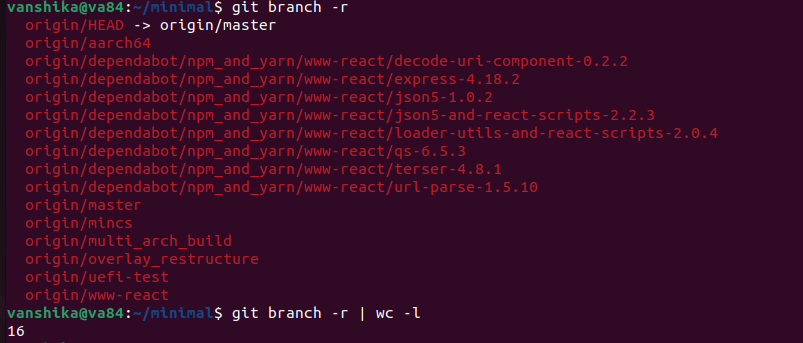 vanshika@va84:~/minimal$ git branch -r
origin/HEAD -> origin/master
origin/aarch64
origin/dependabot/npm_and_yarn/www-react/decode-uri-component-0.2.2
origin/dependabot/npm_and_yarn/www-react/express-4.18.2
origin/dependabot/npm_and_yarn/www-react/json5-1.0.2
origin/dependabot/npm_and_yarn/www-react/json5-and-react-scripts-2.2.3
origin/dependabot/npm_and_yarn/www-react/loader-utils-and-react-scripts-2.0.4
origin/dependabot/npm_and_yarn/www-react/qs-6.5.3
origin/dependabot/npm_and_yarn/www-react/terser-4.8.1
origin/dependabot/npm_and_yarn/www-react/url-parse-1.5.10
origin/master
origin/mincs
origin/multi_arch_build
origin/overlay_restructure
origin/uefi-test
origin/www-react
vanshika@va84:~/minimal$ git branch -r | wc -l
16